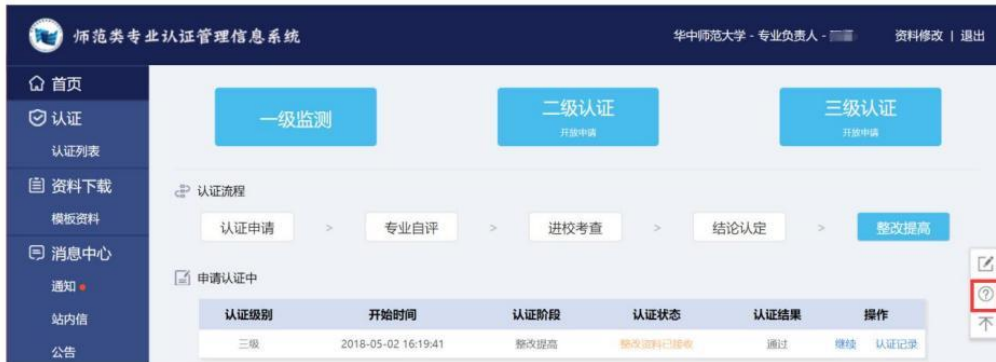 师范类专业认证管理信息系统
华中师范大学 - 专业负责人 -
资料修改 | 退出
首页
认证
认证列表
资料下载
模板资料
消息中心
通知
站内信
公告
一级监测
二级认证
开放申请
三级认证
开放申请
认证流程
认证申请 > 专业自评 > 进校考查 > 结论认定 > 整改提高
申请认证中
认证级别 开始时间 认证阶段 认证状态 认证结果 操作
三级 2018-05-02 16:19:41 整改提高 整改资料已接收 通过 继续 认证记录